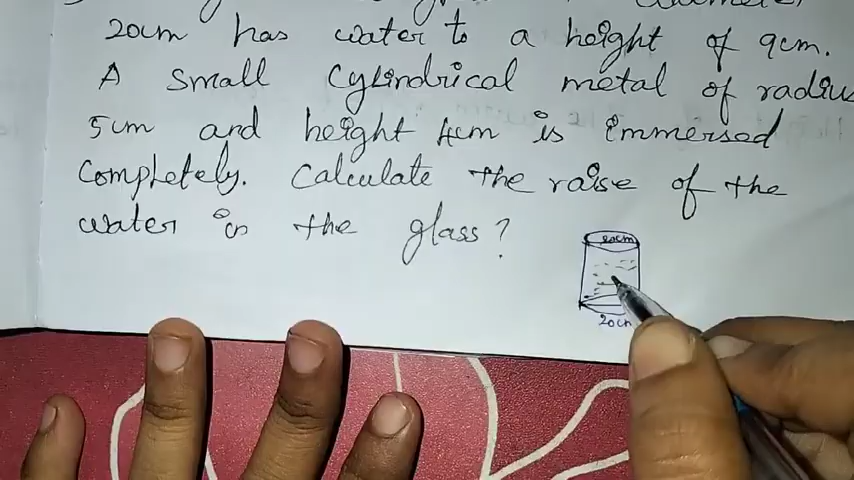 diameter
20cm has water to a height of 9cm.
A small cylindrical metal of radius
5cm and height 4cm is immersed
completely. Calculate the raise of the
water in the glass?
20cm
20cm